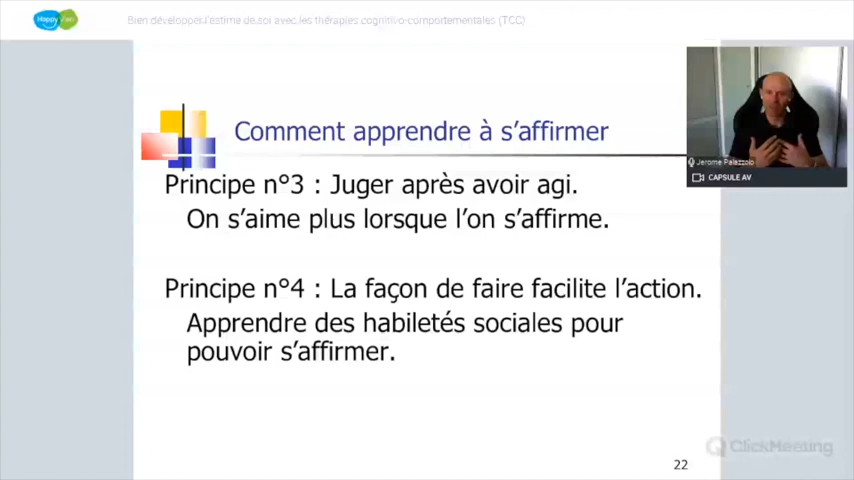 Happy Visio
Bien développer l'estime de soi avec les thérapies cognitivo-comportementales (TCC)
Comment apprendre à s'affirmer
Jerome Palazzolo
CAPSULE AV
Principe n°3 : Juger après avoir agi.
On s'aime plus lorsque l'on s'affirme.
Principe n°4 : La façon de faire facilite l'action.
Apprendre des habiletés sociales pour
pouvoir s'affirmer.
ClickMeeting
22